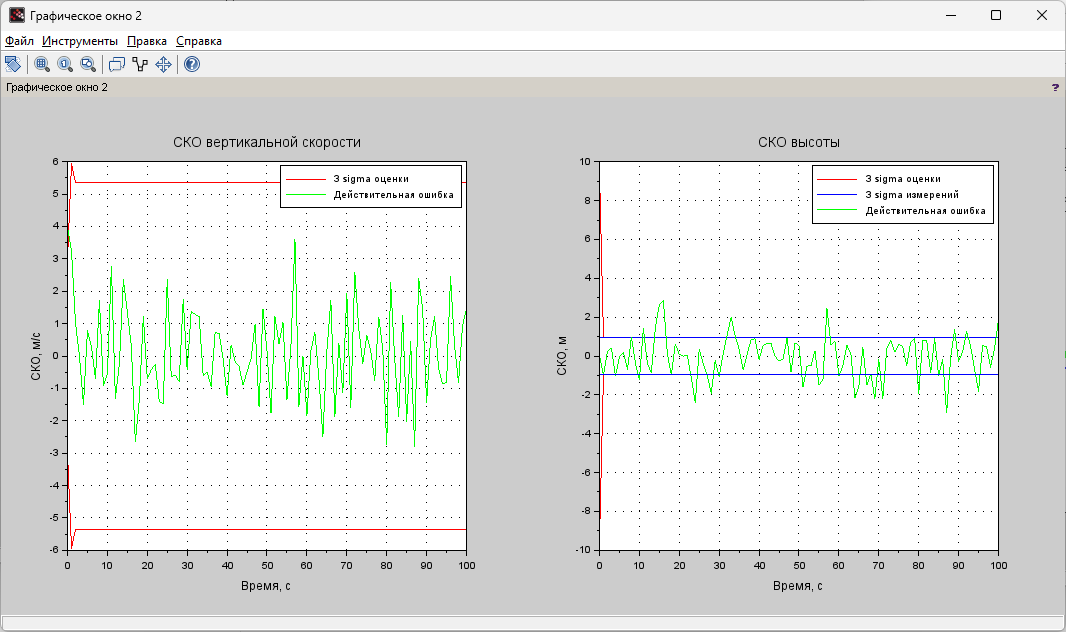 Графическое окно 2
Файл Инструменты Правка Справка
Графическое окно 2 ?
СКО вертикальной скорости
6
5
4
3
2
1
0
-1
-2
-3
-4
-5
-6
СКО, м/с
3 sigma оценки
Действительная ошибка
0 10 20 30 40 50 60 70 80 90 100
Время, с
СКО высоты
10
8
6
4
2
0
-2
-4
-6
-8
-10
СКО, м
3 sigma оценки
3 sigma измерений
Действительная ошибка
0 10 20 30 40 50 60 70 80 90 100
Время, с